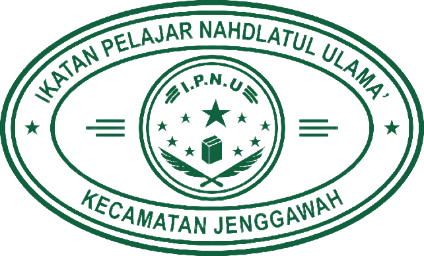 IKATAN PELAJAR NAHDLATUL ULAMA'
I.P.N.U
KECAMATAN JENGGAWAH